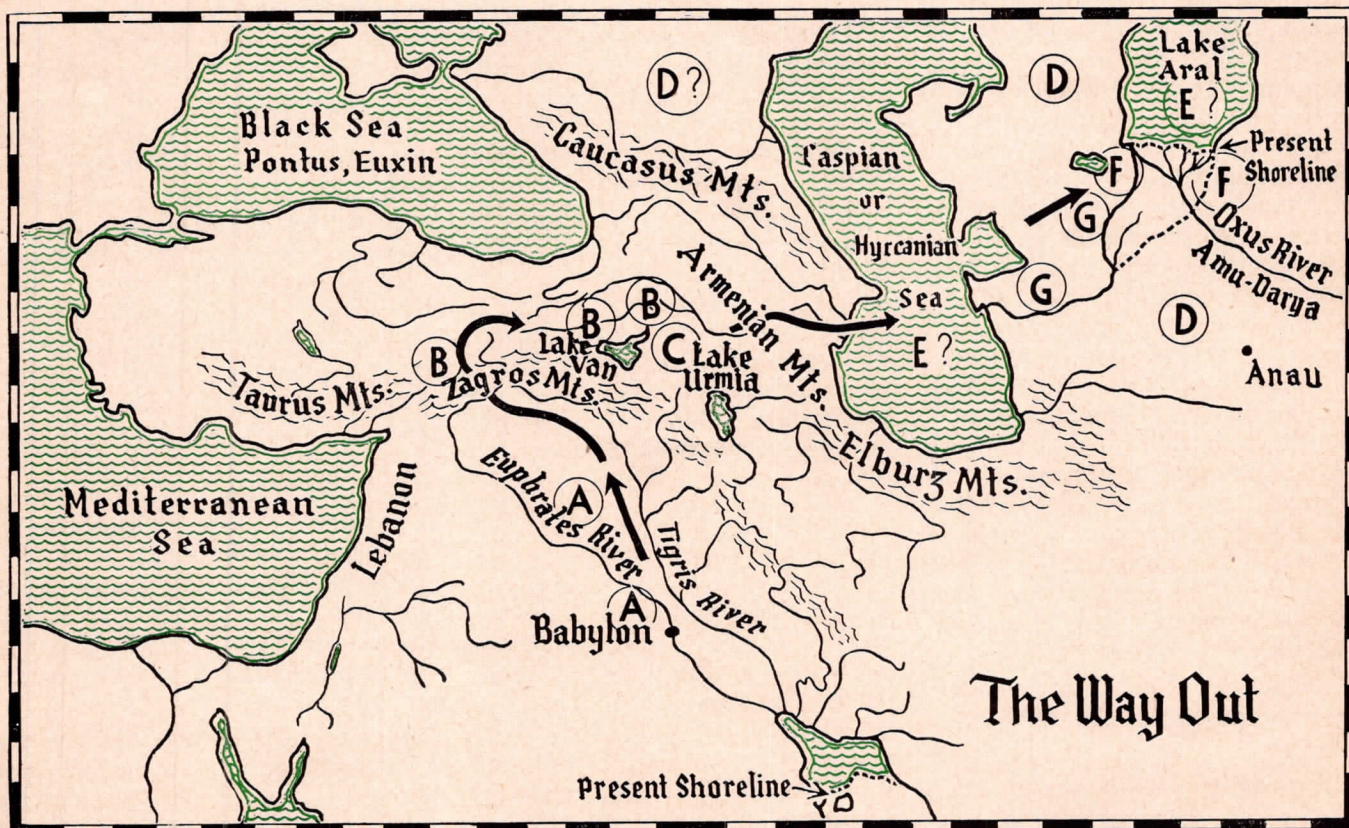 Black Sea
Pontus, Euxin
D?
Caucasus Mts.
Caspian
or
Hyrcanian
Sea
E?
D
Lake
Aral
E?
Present
Shoreline
F
F
G
G
Oxus River
Amu-Darya
D
Anau
Armenian Mts.
B
B
B
Lake
Van
C
Lake
Urmia
Taurus Mts.
Zagros Mts.
Elburz Mts.
Mediterranean
Sea
Lebanon
Euphrates River
A
Tigris River
A
Babylon
The Way Out
Present Shoreline